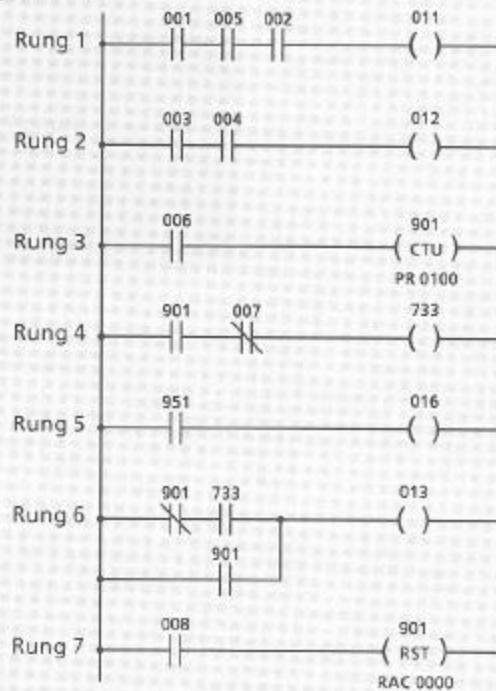 001 005 002 011
Rung 1
003 004 012
Rung 2
006 901
Rung 3 CTU
PR 0100
901 007 733
Rung 4
951 016
Rung 5
901 733 013
Rung 6
901
008 901
Rung 7 RST
RAC 0000